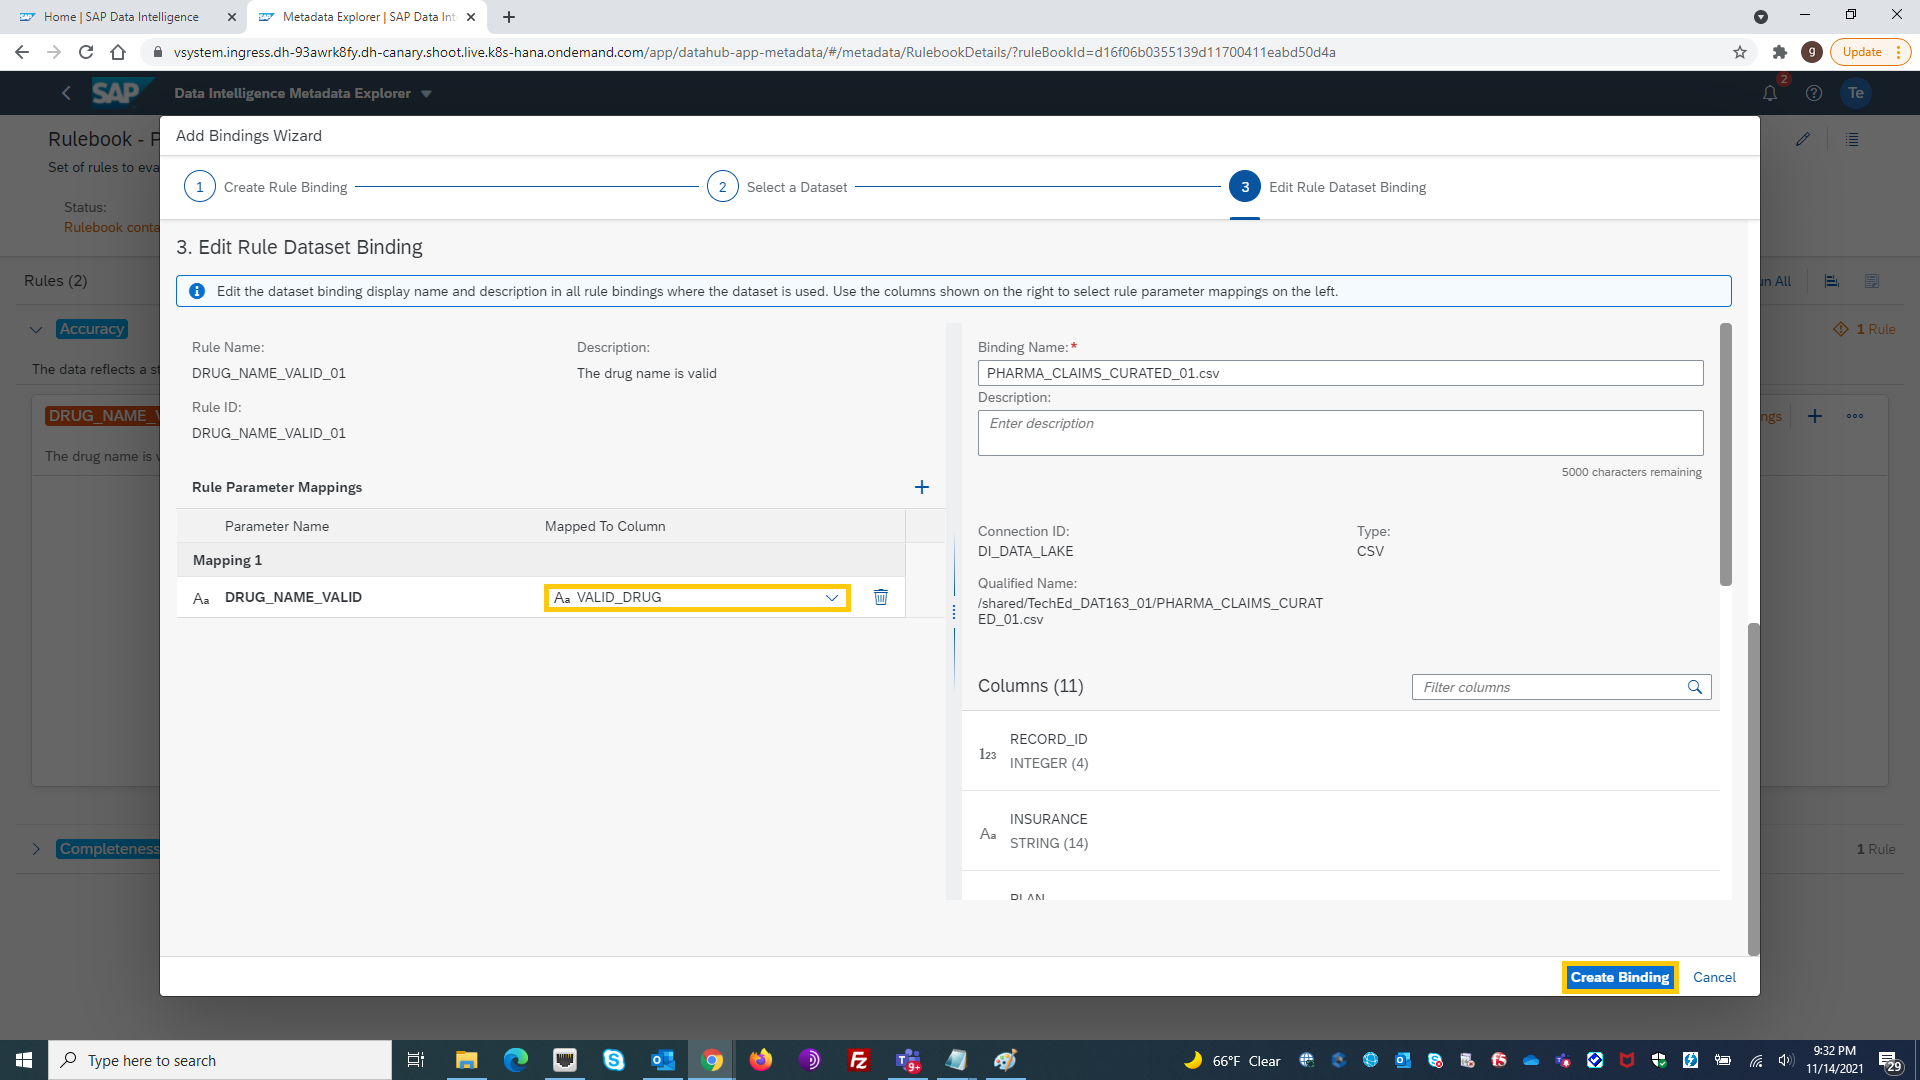 Home | SAP Data Intelligence
Metadata Explorer | SAP Data Int
vsystem.ingress.dh-93awrk8fy.dh-canary.shoot.live.k8s-hana.ondemand.com/app/datahub-app-metadata/#/metadata/RulebookDetails/?ruleBookId=d16f06b0355139d11700411eabd50d4a
g
Update
SAP
Data Intelligence Metadata Explorer
2
Te
Rulebook - P
Set of rules to eva
Status:
Rulebook conta
Rules (2)
n All
Accuracy
1 Rule
The data reflects a st
DRUG_NAME_V
ngs
The drug name is v
Completeness
1 Rule
Add Bindings Wizard
1 Create Rule Binding
2 Select a Dataset
3 Edit Rule Dataset Binding
3. Edit Rule Dataset Binding
Edit the dataset binding display name and description in all rule bindings where the dataset is used. Use the columns shown on the right to select rule parameter mappings on the left.
Rule Name:
DRUG_NAME_VALID_01
Description:
The drug name is valid
Rule ID:
DRUG_NAME_VALID_01
Rule Parameter Mappings
Parameter Name
Mapped To Column
Mapping 1
Aa DRUG_NAME_VALID
Aa VALID_DRUG
Binding Name:*
PHARMA_CLAIMS_CURATED_01.csv
Description:
Enter description
5000 characters remaining
Connection ID:
DI_DATA_LAKE
Type:
CSV
Qualified Name:
/shared/TechEd_DAT163_01/PHARMA_CLAIMS_CURAT
ED_01.csv
Columns (11)
Filter columns
123
RECORD_ID
INTEGER (4)
Aa
INSURANCE
STRING (14)
PLAN
Create Binding
Cancel
Type here to search
9+
66°F Clear
9:32 PM
11/14/2021
29